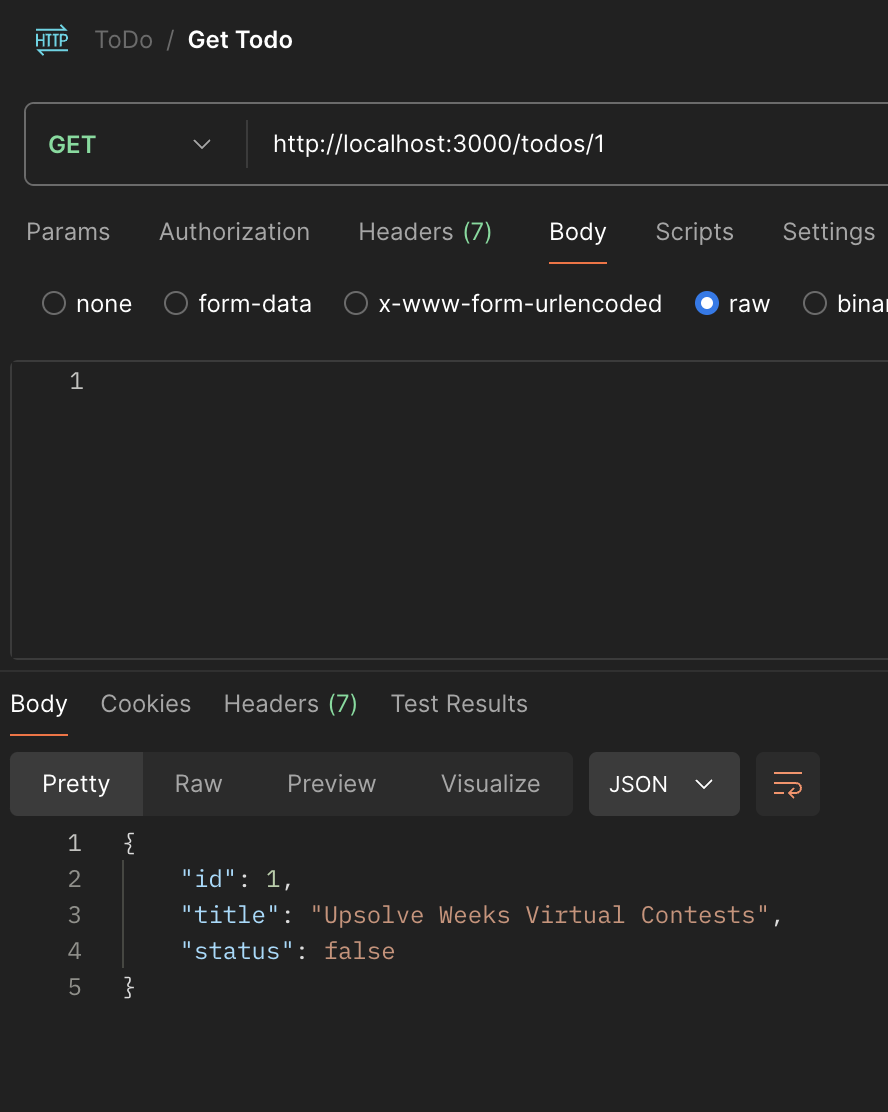 HTTP ToDo / Get Todo
GET http://localhost:3000/todos/1
Params Authorization Headers (7) Body Scripts Settings
none form-data x-www-form-urlencoded raw binar
1
Body Cookies Headers (7) Test Results
Pretty Raw Preview Visualize JSON
1 {
2 "id": 1,
3 "title": "Upsolve Weeks Virtual Contests",
4 "status": false
5 }